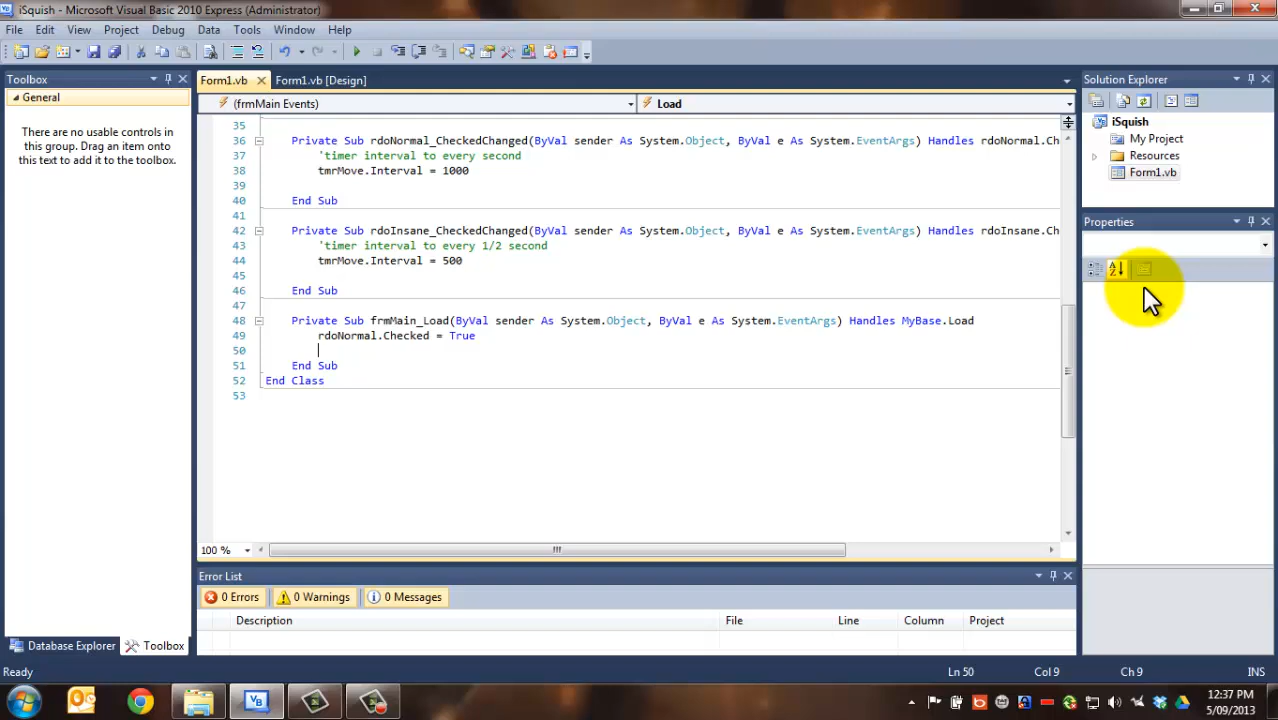 iSquish - Microsoft Visual Basic 2010 Express (Administrator)
File Edit View Project Debug Data Tools Window Help
Toolbox
General
There are no usable controls in
this group. Drag an item onto
this text to add it to the toolbox.
Database Explorer Toolbox
Form1.vb Form1.vb [Design]
(frmMain Events) Load
35
36 Private Sub rdoNormal_CheckedChanged(ByVal sender As System.Object, ByVal e As System.EventArgs) Handles rdoNormal.Ch
37 'timer interval to every second
38 tmrMove.Interval = 1000
39
40 End Sub
41
42 Private Sub rdoInsane_CheckedChanged(ByVal sender As System.Object, ByVal e As System.EventArgs) Handles rdoInsane.Ch
43 'timer interval to every 1/2 second
44 tmrMove.Interval = 500
45
46 End Sub
47
48 Private Sub frmMain_Load(ByVal sender As System.Object, ByVal e As System.EventArgs) Handles MyBase.Load
49 rdoNormal.Checked = True
50
51 End Sub
52 End Class
53
100 %
Error List
0 Errors 0 Warnings 0 Messages
Description File Line Column Project
Solution Explorer
iSquish
My Project
Resources
Form1.vb
Properties
Ready Ln 50 Col 9 Ch 9 INS
12:37 PM
5/09/2013